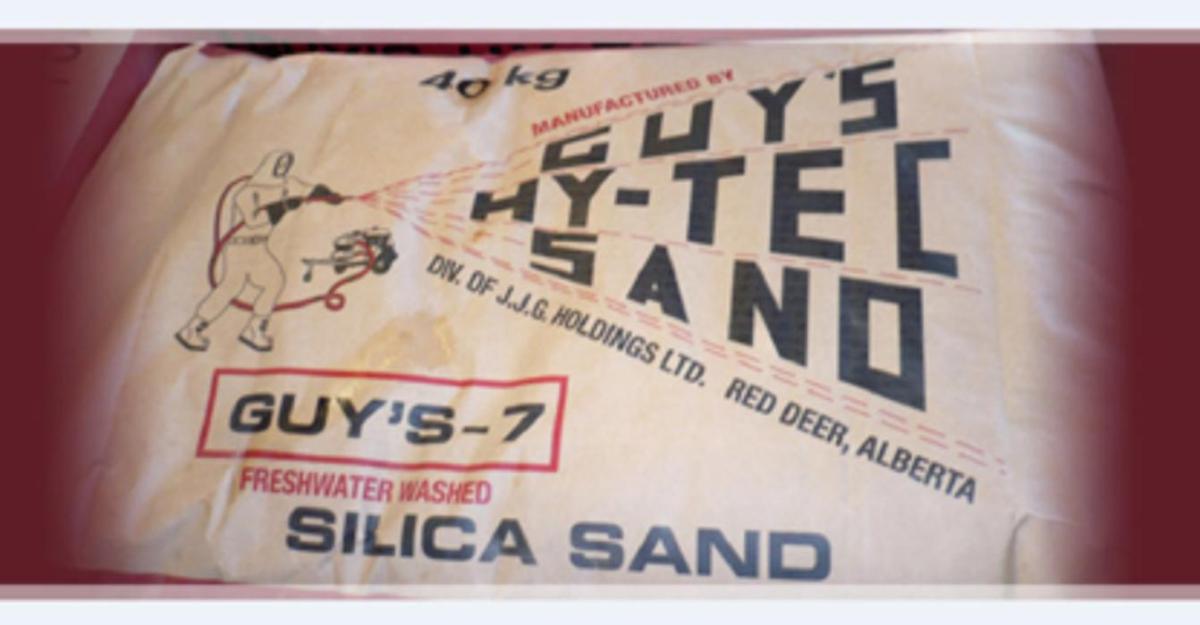 40 kg
MANUFACTURED BY
GUY'S
HY-TEC
SAND
DIV. OF J.J.G. HOLDINGS LTD. RED DEER, ALBERTA
GUY'S-7
FRESHWATER WASHED
SILICA SAND